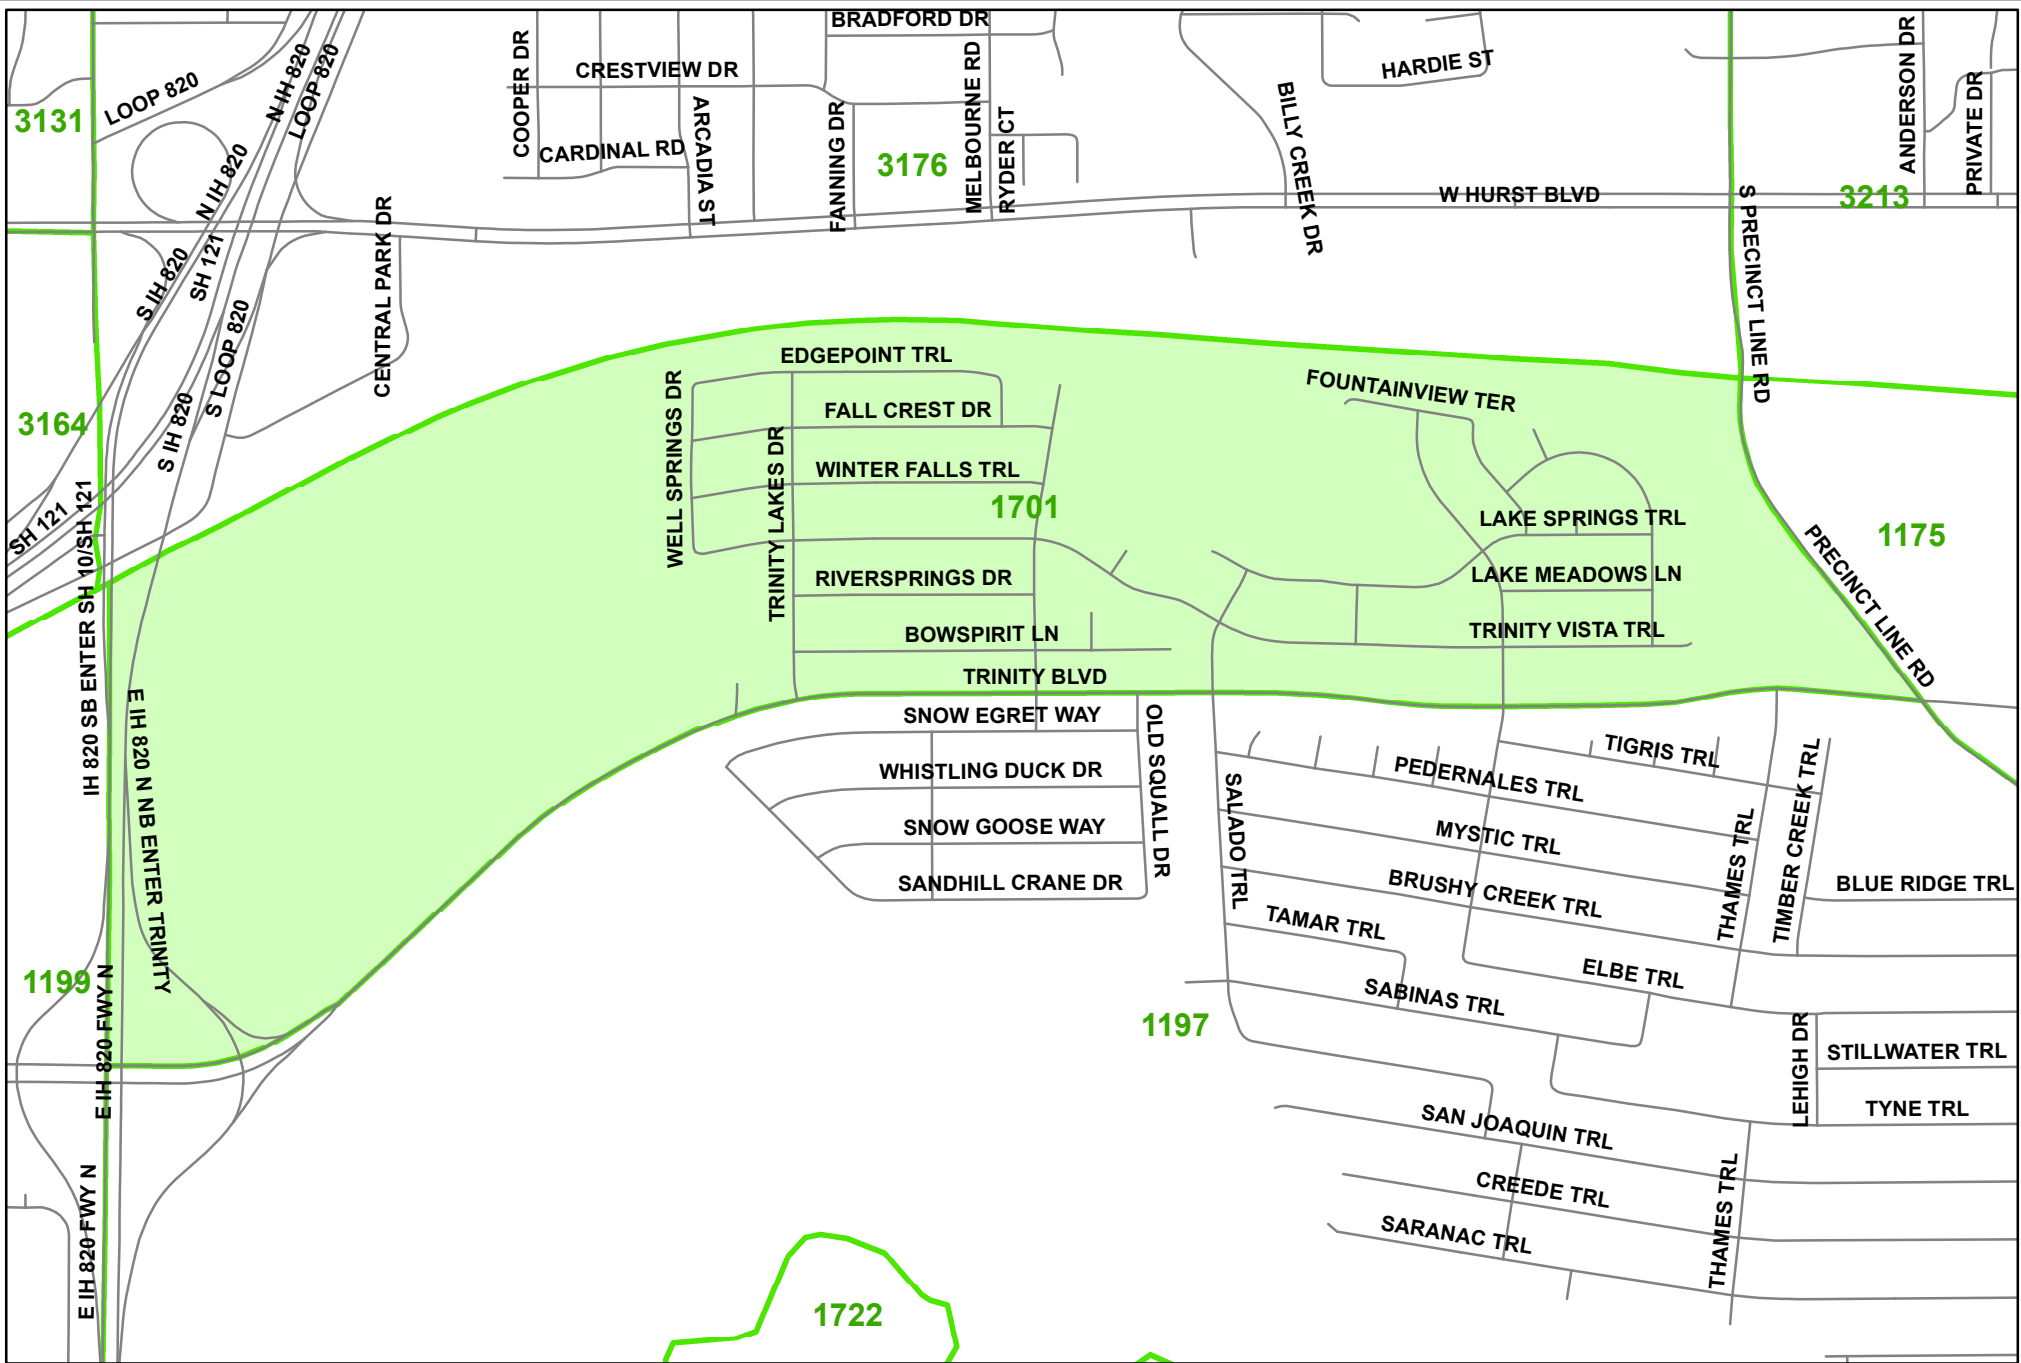 BRADFORD DR
COOPER DR
CRESTVIEW DR
MELBOURNE RD
HARDIE ST
ANDERSON DR
PRIVATE DR
LOOP 820
N IH 820
LOOP 820
3131
ARCADIA ST
FANNING DR
RYDER CT
BILLY CREEK DR
CARDINAL RD
3176
N IH 820
W HURST BLVD
3213
S PRECINCT LINE RD
CENTRAL PARK DR
S IH 820
SH 121
S LOOP 820
EDGEPOINT TRL
FOUNTAINVIEW TER
WELL SPRINGS DR
FALL CREST DR
3164
S IH 820
TRINITY LAKES DR
WINTER FALLS TRL
1701
SH 121
IH 820 SB ENTER SH 10/SH 121
LAKE SPRINGS TRL
PRECINCT LINE RD
1175
RIVERSPRINGS DR
LAKE MEADOWS LN
BOWSPIRIT LN
TRINITY VISTA TRL
TRINITY BLVD
E IH 820 N NB ENTER TRINITY
SNOW EGRET WAY
OLD SQUALL DR
TIGRIS TRL
WHISTLING DUCK DR
PEDERNALES TRL
SALADO TRL
THAMES TRL
TIMBER CREEK TRL
SNOW GOOSE WAY
MYSTIC TRL
SANDHILL CRANE DR
BRUSHY CREEK TRL
BLUE RIDGE TRL
TAMAR TRL
1199
E IH 820 FWY N
ELBE TRL
SABINAS TRL
1197
LEHIGH DR
STILLWATER TRL
TYNE TRL
SAN JOAQUIN TRL
E IH 820 FWY N
CREEDE TRL
THAMES TRL
SARANAC TRL
1722